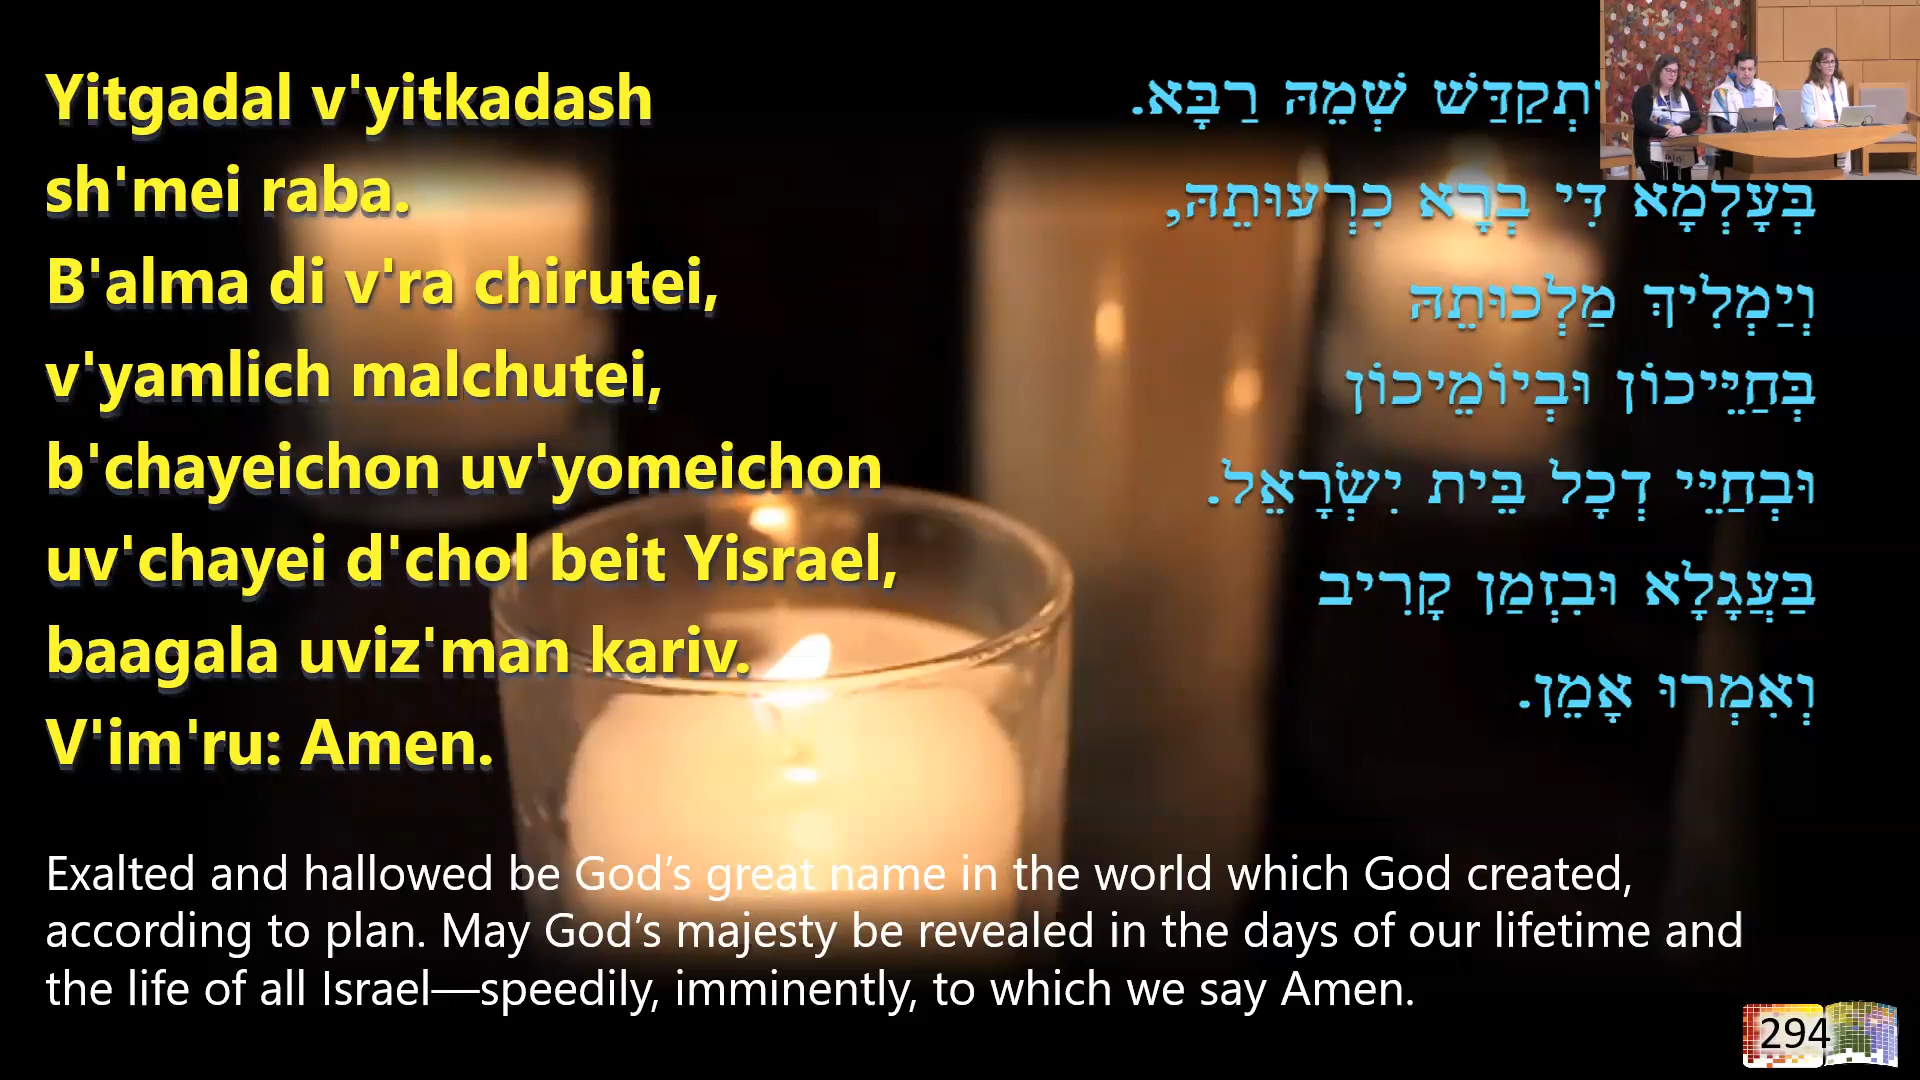 Yitgadal v'yitkadash
sh'mei raba.
B'alma di v'ra chirutei,
v'yamlich malchutei,
b'chayeichon uv'yomeichon
uv'chayei d'chol beit Yisrael,
baagala uviz'man kariv.
V'im'ru: Amen.
שְׁמֵהּ רַבָּא.
בְּעָלְמָא דִּי בְרָא כִרְעוּתֵהּ,
וְיַמְלִיךְ מַלְכוּתֵהּ
בְּחַיֵּיכוֹן וּבְיוֹמֵיכוֹן
וּבְחַיֵּי דְכָל בֵּית יִשְׂרָאֵל.
בַּעֲגָלָא וּבִזְמַן קָרִיב
וְאִמְרוּ אָמֵן.
Exalted and hallowed be God’s great name in the world which God created,
according to plan. May God’s majesty be revealed in the days of our lifetime and
the life of all Israel—speedily, imminently, to which we say Amen.
294